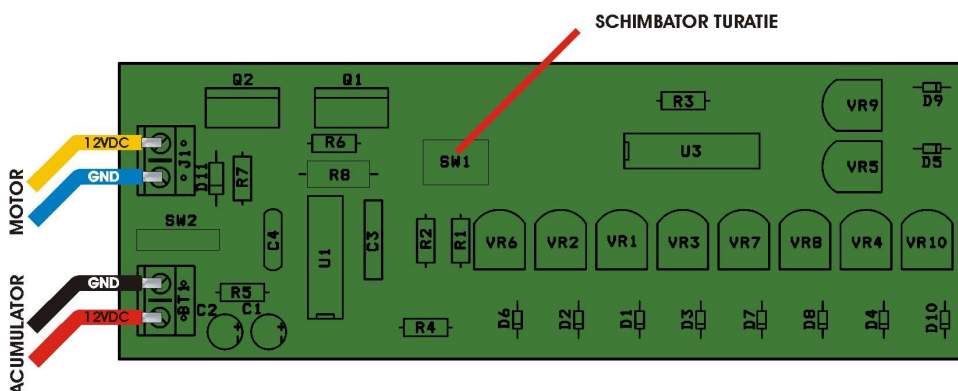 SCHIMBATOR TURATIE
Q2
Q1
D9
R3
VR9
12VDC
J1
R6
SW1
U3
D5
MOTOR
GND
D11
R7
R8
VR5
SW2
C4
U1
C3
R2
R1
VR6
VR2
VR1
VR3
VR7
VR8
VR4
VR10
GND
BT1
R5
ACUMULATOR
12VDC
C2
C1
R4
D6
D2
D1
D3
D7
D8
D4
D10